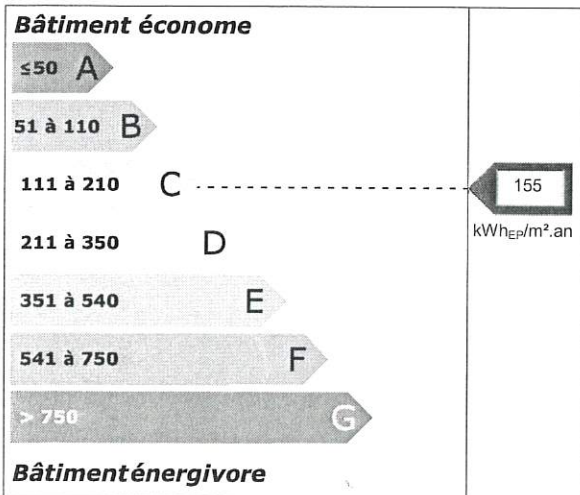 Bâtiment économe
≤50 A
51 à 110 B
111 à 210 C
155
kWhEP/m².an
211 à 350 D
351 à 540 E
541 à 750 F
> 750 G
Bâtimenténergivore